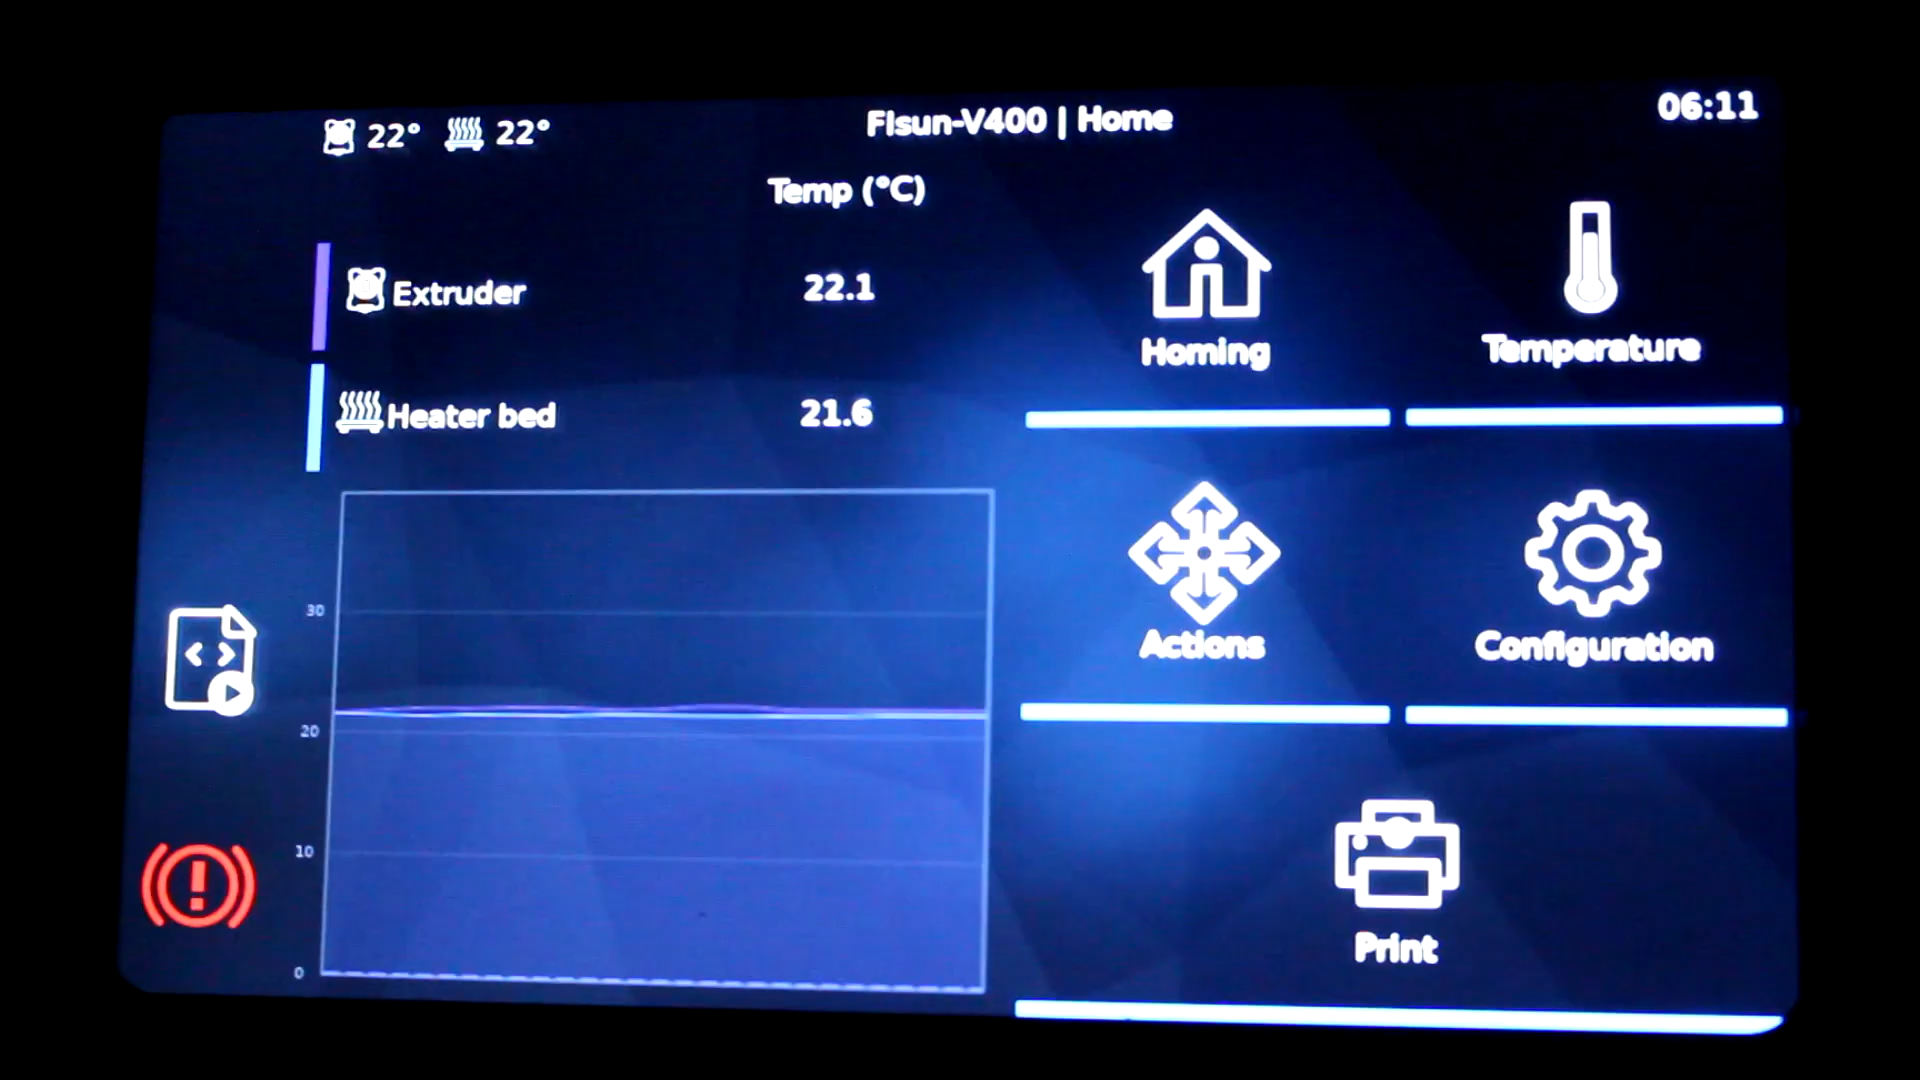 22° 22° Flsun-V400 | Home 06:11
Temp (°C)
Extruder 22.1
Heater bed 21.6
30
20
10
0
Homing
Temperature
Actions
Configuration
Print